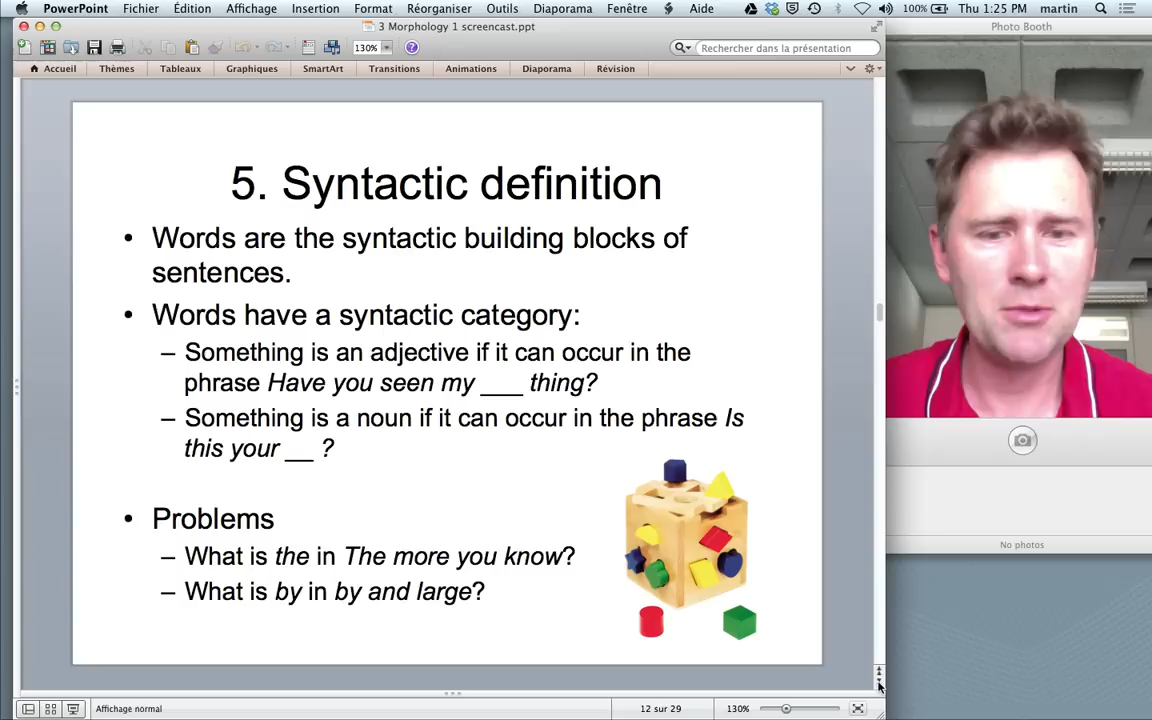 PowerPoint Fichier Édition Affichage Insertion Format Réorganiser Outils Diaporama Fenêtre Aide 100% Thu 1:25 PM martin
3 Morphology 1 screencast.ppt
Photo Booth
130% Rechercher dans la présentation
Accueil Thèmes Tableaux Graphiques SmartArt Transitions Animations Diaporama Révision
5. Syntactic definition
• Words are the syntactic building blocks of
sentences.
• Words have a syntactic category:
– Something is an adjective if it can occur in the
phrase Have you seen my ___ thing?
– Something is a noun if it can occur in the phrase Is
this your __ ?
• Problems
– What is the in The more you know?
– What is by in by and large?
No photos
Affichage normal 12 sur 29 130%